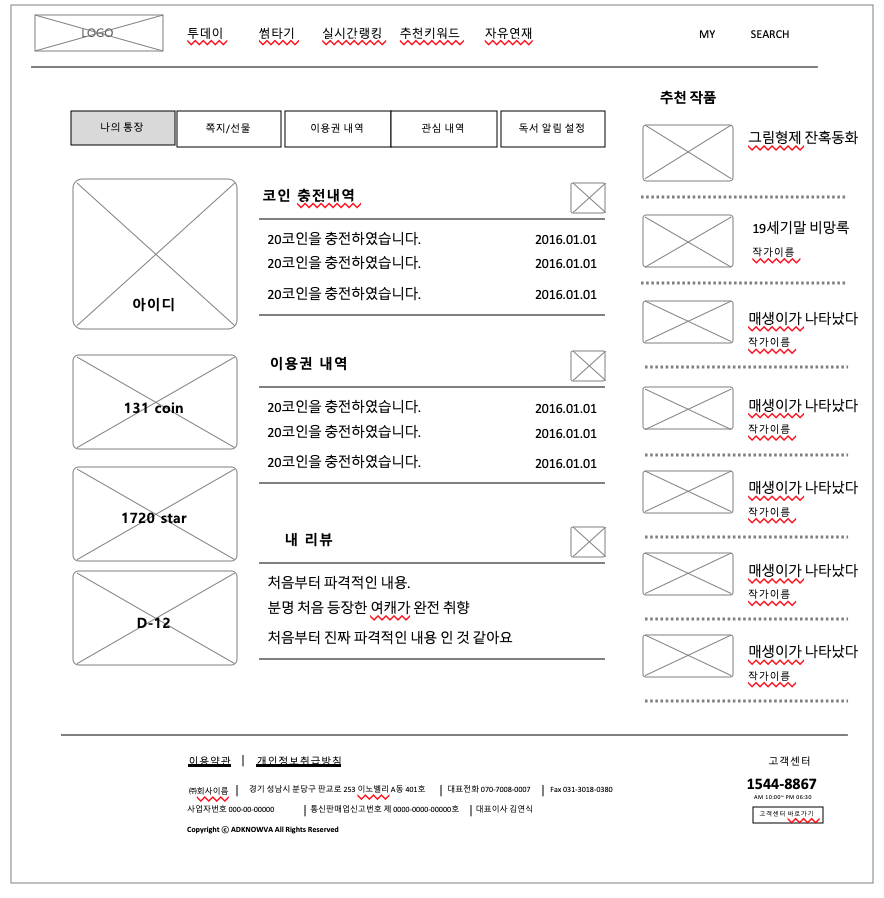 LOGO 투데이 썸타기 실시간랭킹 추천키워드 자유연재 MY SEARCH
나의 통장 쪽지/선물 이용권 내역 관심 내역 독서 알림 설정
아이디
131 coin
1720 star
D-12
코인 충전내역
20코인을 충전하였습니다. 2016.01.01
20코인을 충전하였습니다. 2016.01.01
20코인을 충전하였습니다. 2016.01.01
이용권 내역
20코인을 충전하였습니다. 2016.01.01
20코인을 충전하였습니다. 2016.01.01
20코인을 충전하였습니다. 2016.01.01
내 리뷰
처음부터 파격적인 내용.
분명 처음 등장한 여캐가 완전 취향
처음부터 진짜 파격적인 내용 인 것 같아요
추천 작품
그림형제 잔혹동화
19세기말 비망록
작가이름
매생이가 나타났다
작가이름
매생이가 나타났다
작가이름
매생이가 나타났다
작가이름
매생이가 나타났다
작가이름
매생이가 나타났다
작가이름
이용약관 | 개인정보취급방침
㈜회사이름 | 경기 성남시 분당구 판교로 253 이노벨리 A동 401호 | 대표전화 070-7008-0007 | Fax 031-3018-0380
사업자번호 000-00-00000 | 통신판매업신고번호 제 0000-0000-00000호 | 대표이사 김연식
Copyright ⓒ ADKNOWVA All Rights Reserved
고객센터
1544-8867
AM 10:00~ PM 06:30
고객센터 바로가기